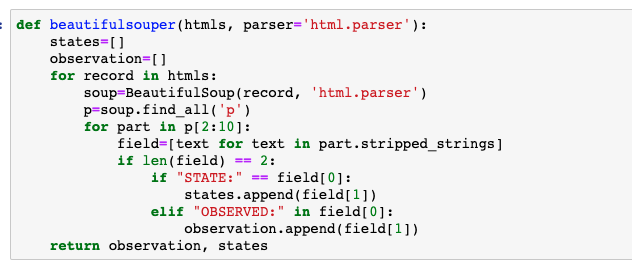 : def beautifulsouper(htmls, parser='html.parser'):
    states=[]
    observation=[]
    for record in htmls:
        soup=BeautifulSoup(record, 'html.parser')
        p=soup.find_all('p')
        for part in p[2:10]:
            field=[text for text in part.stripped_strings]
            if len(field) == 2:
                if "STATE:" == field[0]:
                    states.append(field[1])
                elif "OBSERVED:" in field[0]:
                    observation.append(field[1])
    return observation, states